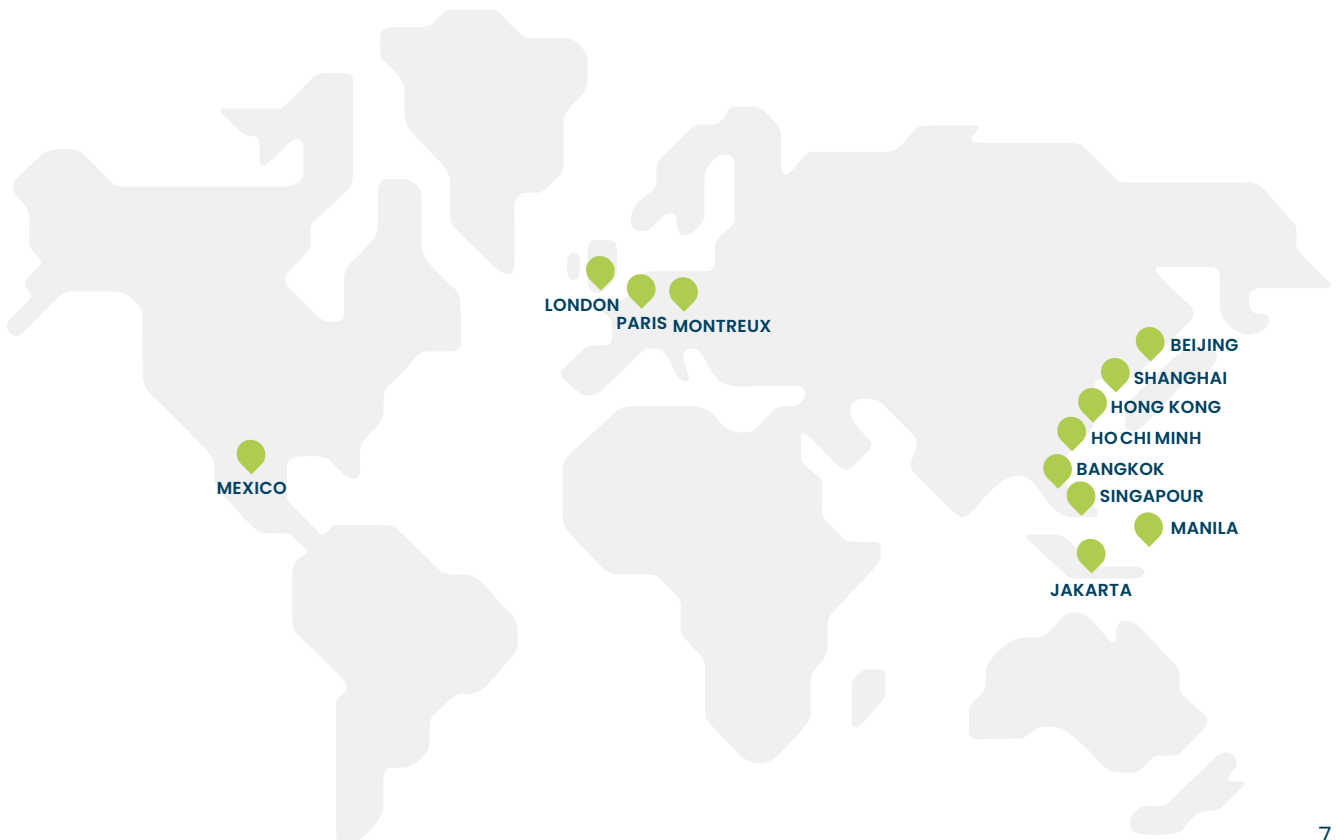 LONDON
PARIS
MONTREUX
BEIJING
SHANGHAI
HONG KONG
HO CHI MINH
BANGKOK
MEXICO
SINGAPOUR
MANILA
JAKARTA
7